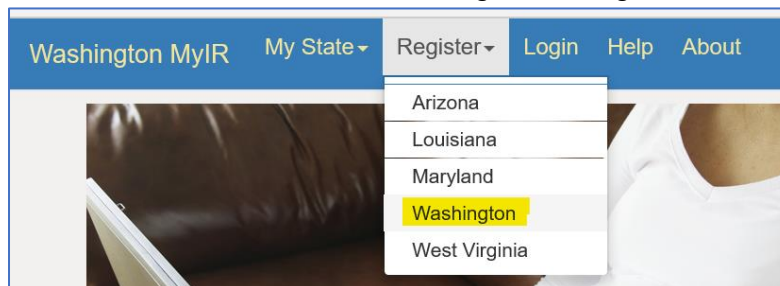 Washington MyIR My State Register Login Help About
Arizona
Louisiana
Maryland
Washington
West Virginia